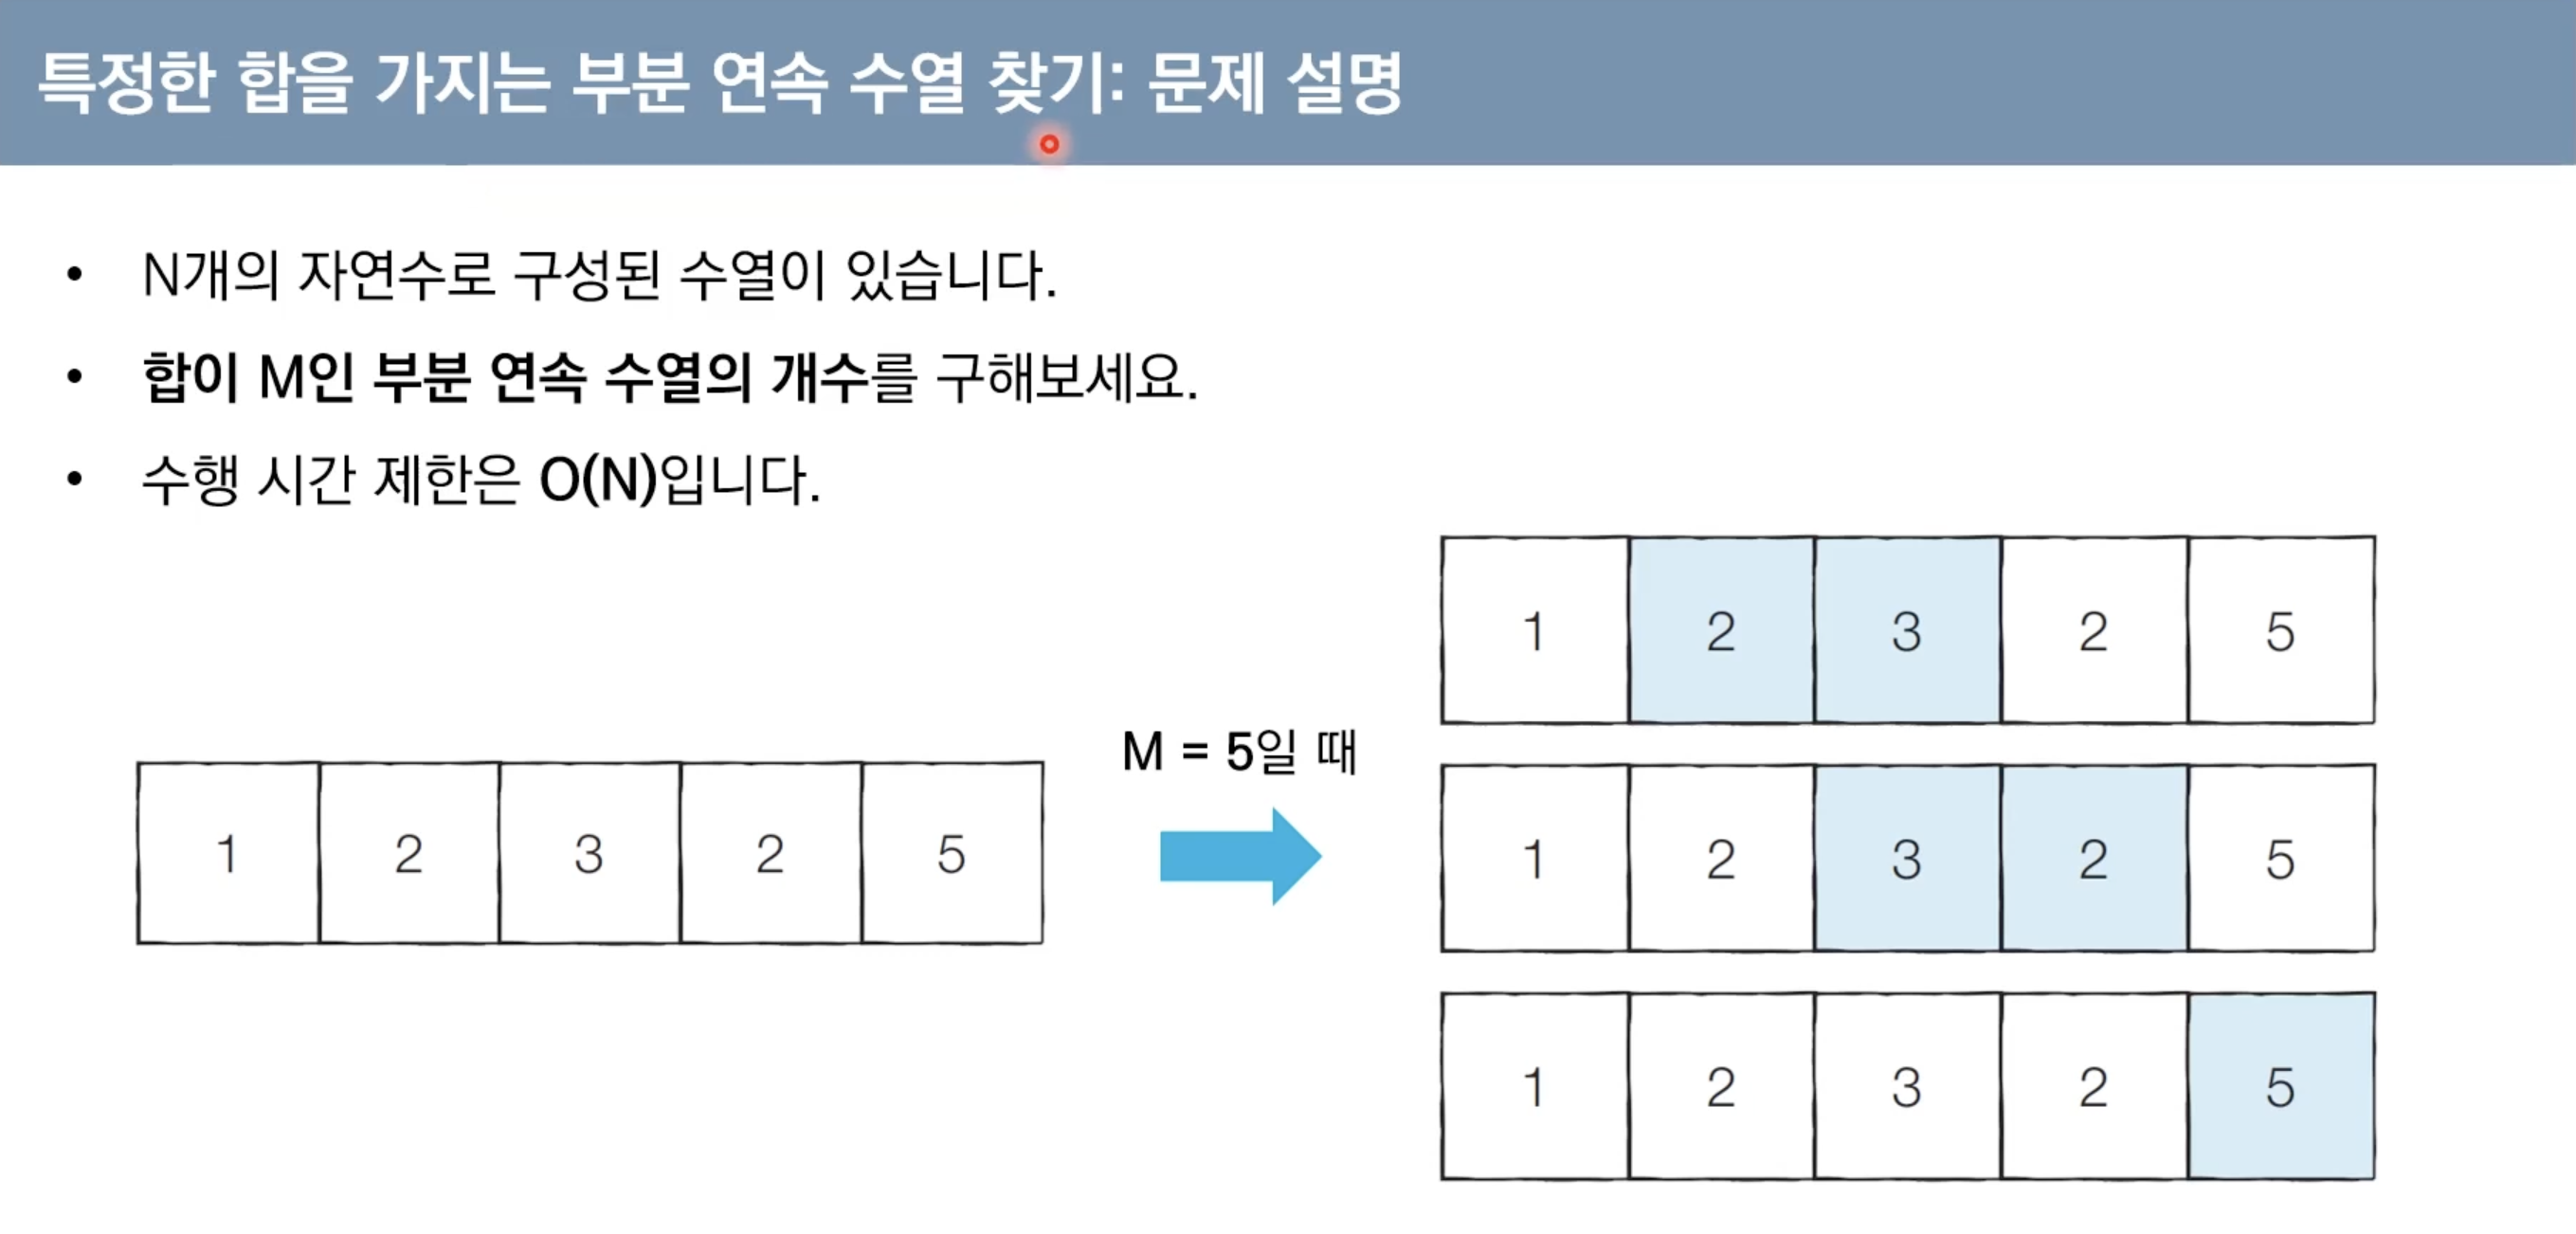 특정한 합을 가지는 부분 연속 수열 찾기: 문제 설명
• N개의 자연수로 구성된 수열이 있습니다.
• 합이 M인 부분 연속 수열의 개수를 구해보세요.
• 수행 시간 제한은 O(N)입니다.
1 2 3 2 5
M = 5일 때
1 2 3 2 5
1 2 3 2 5
1 2 3 2 5